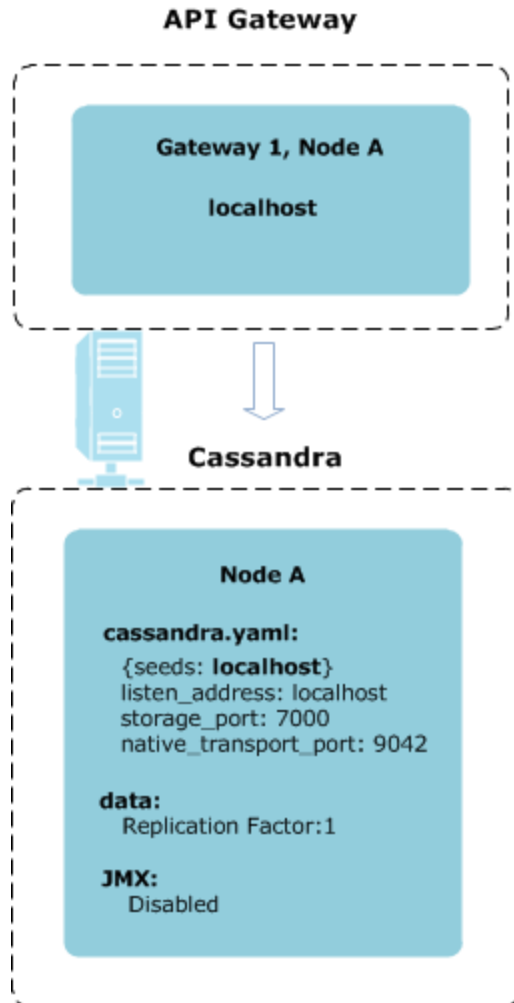 API Gateway
Gateway 1, Node A
localhost
Cassandra
Node A
cassandra.yaml:
{seeds: localhost}
listen_address: localhost
storage_port: 7000
native_transport_port: 9042
data:
Replication Factor:1
JMX:
Disabled